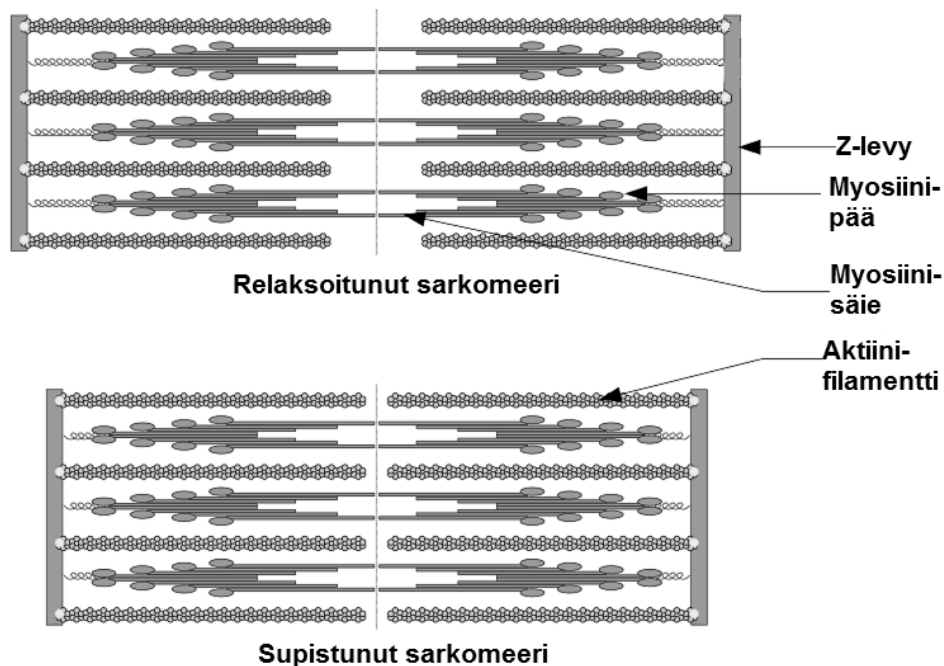 Z-levy
Myosiini-
pää
Relaksoitunut sarkomeeri
Myosiini-
säie
Aktiini-
filamentti
Supistunut sarkomeeri